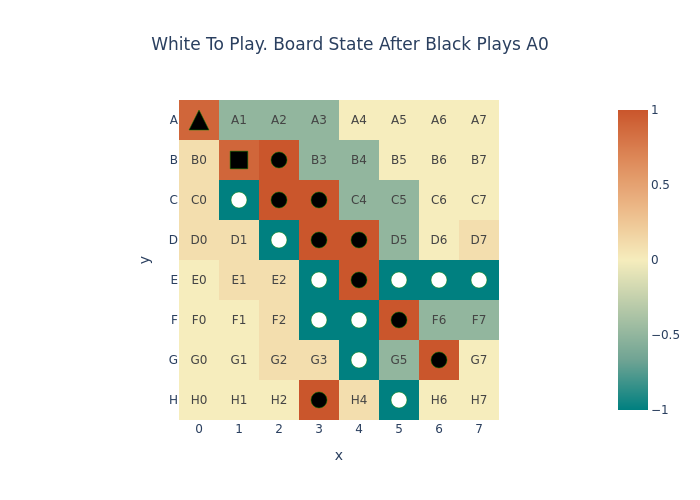 White To Play. Board State After Black Plays A0
A A1 A2 A3 A4 A5 A6 A7 1
B B0 B3 B4 B5 B6 B7
C C0 C4 C5 C6 C7 0.5
D D0 D1 D5 D6 D7
y 0
E E0 E1 E2
F F0 F1 F2 F6 F7 −0.5
G G0 G1 G2 G3 G5 G7
H H0 H1 H2 H4 H6 H7 −1
0 1 2 3 4 5 6 7
x